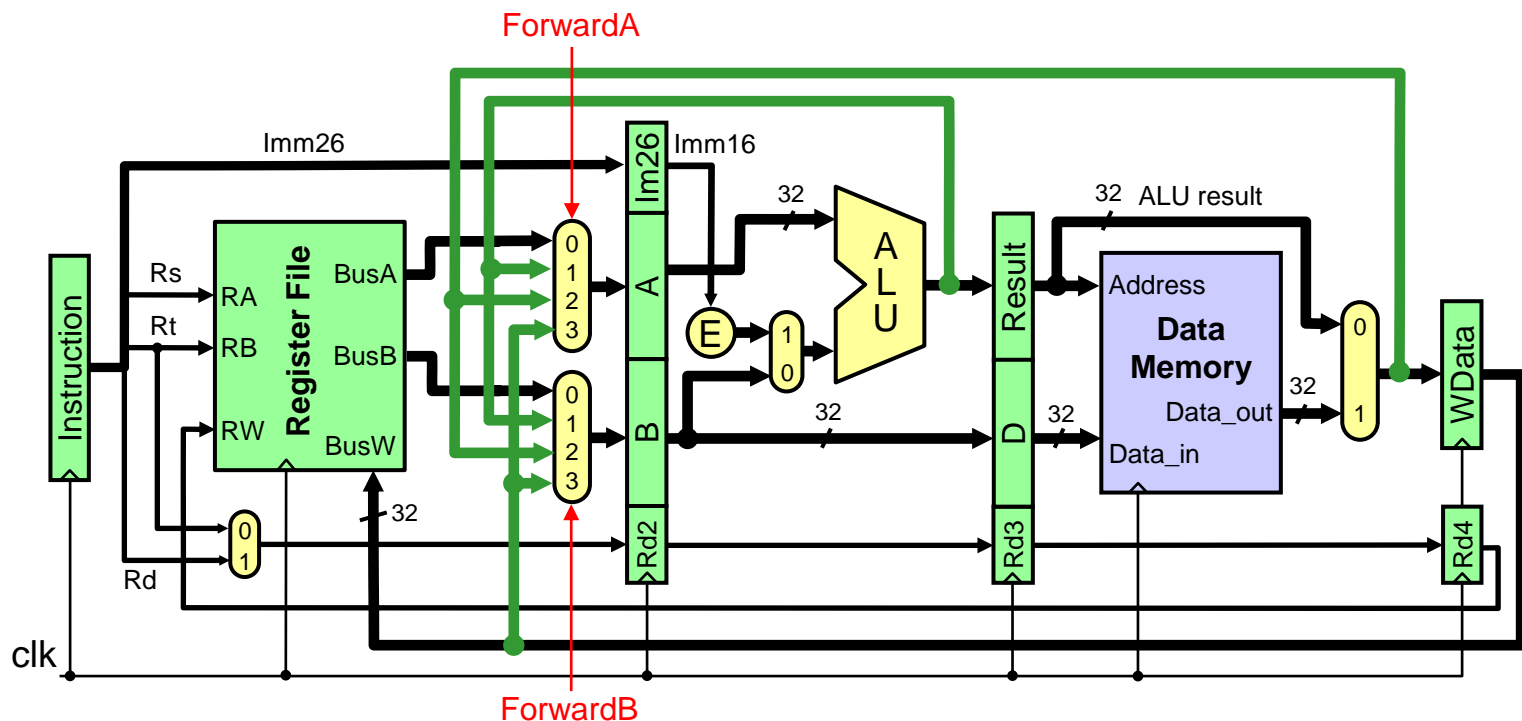 ForwardA
Imm26
Im26
Imm16
32
32
ALU result
Instruction
Rs
Rt
RA
RB
RW
Register File
BusA
BusB
BusW
0
1
2
3
0
1
2
3
A
B
E
1
0
A
L
U
32
Result
D
32
Address
Data
Memory
Data_out
Data_in
32
0
1
WData
32
0
1
Rd
Rd2
Rd3
Rd4
clk
ForwardB